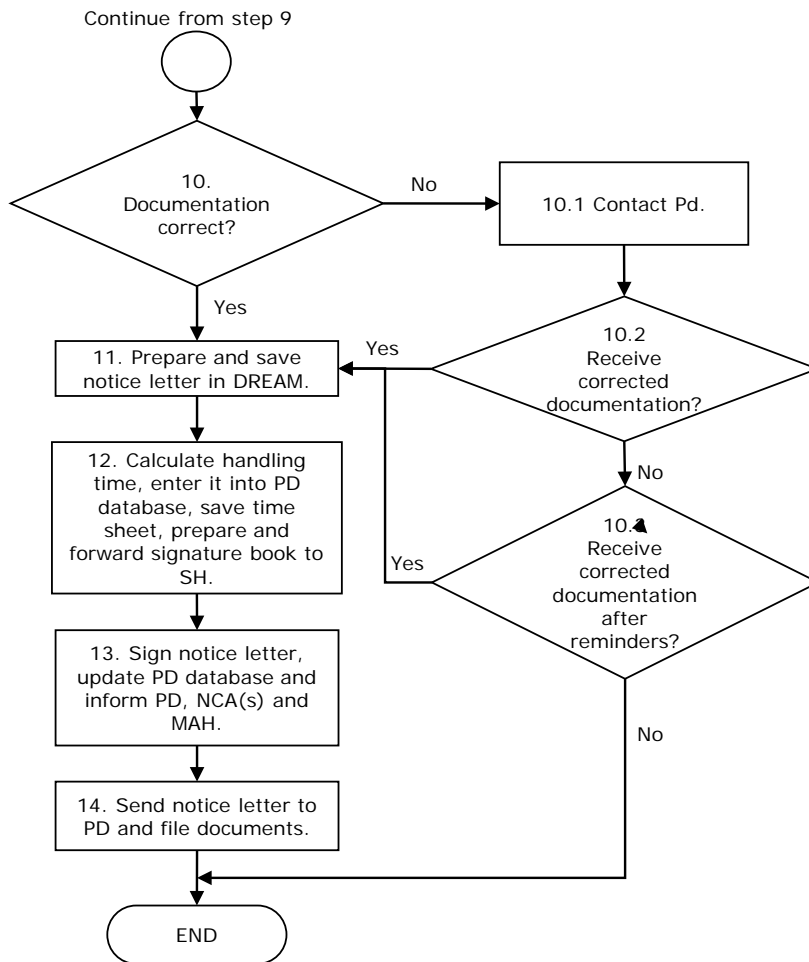 Continue from step 9
10.
Documentation
correct?
No
10.1 Contact Pd.
Yes
11. Prepare and save
notice letter in DREAM.
Yes
10.2
Receive
corrected
documentation?
No
12. Calculate handling
time, enter it into PD
database, save time
sheet, prepare and
forward signature book to
SH.
Yes
10.3
Receive
corrected
documentation
after
reminders?
No
13. Sign notice letter,
update PD database and
inform PD, NCA(s) and
MAH.
14. Send notice letter to
PD and file documents.
END